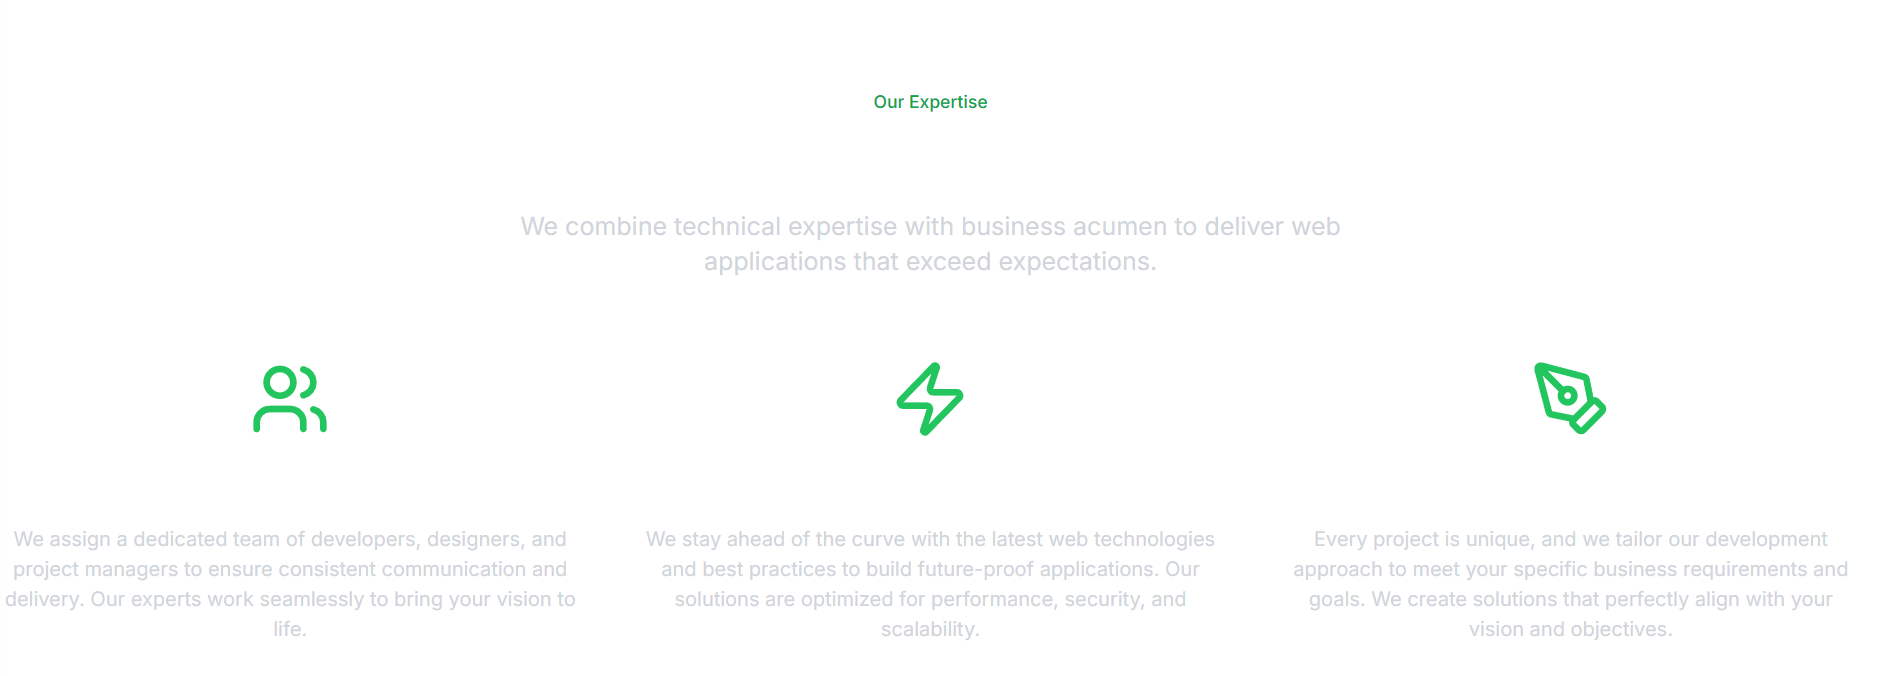 Our Expertise
We combine technical expertise with business acumen to deliver web
applications that exceed expectations.
We assign a dedicated team of developers, designers, and
project managers to ensure consistent communication and
delivery. Our experts work seamlessly to bring your vision to
life.
We stay ahead of the curve with the latest web technologies
and best practices to build future-proof applications. Our
solutions are optimized for performance, security, and
scalability.
Every project is unique, and we tailor our development
approach to meet your specific business requirements and
goals. We create solutions that perfectly align with your
vision and objectives.